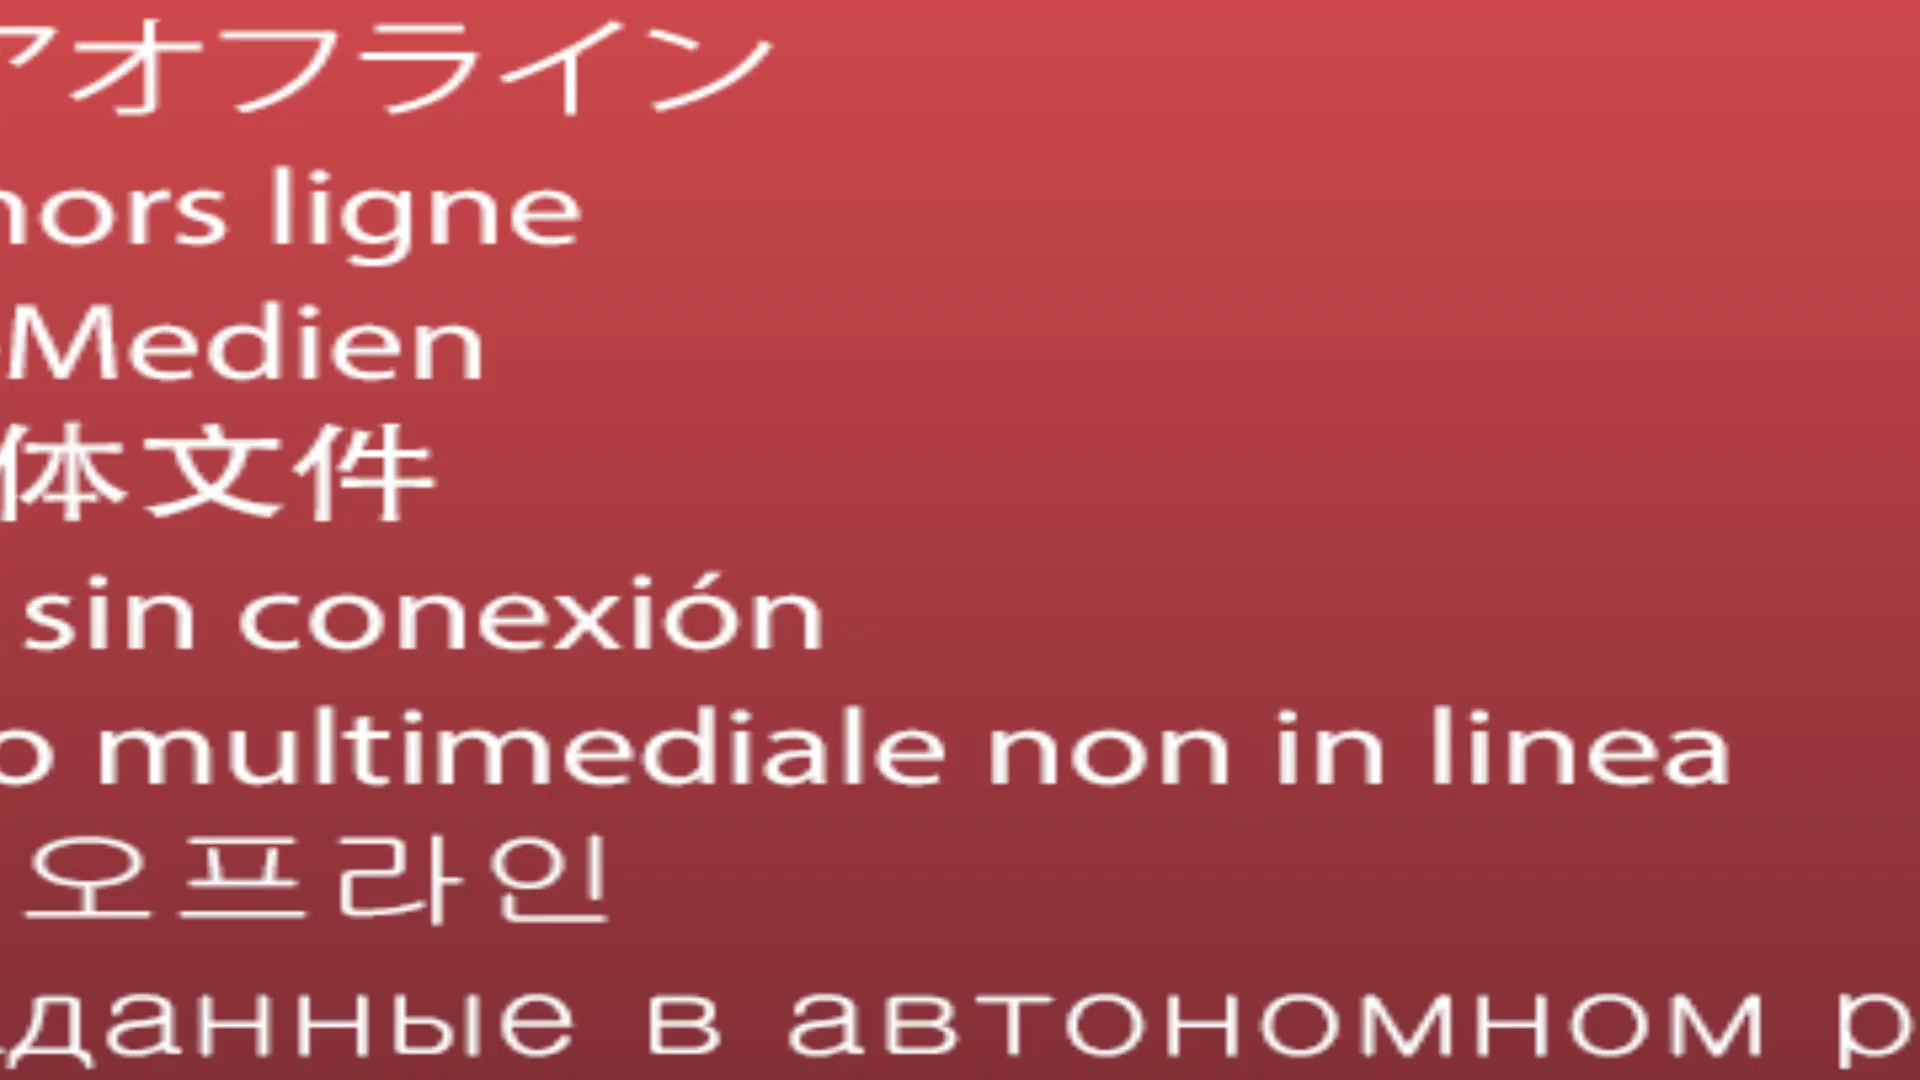 アオフライン
hors ligne
-Medien
体文件
sin conexión
o multimediale non in linea
오프라인
данные в автономном р